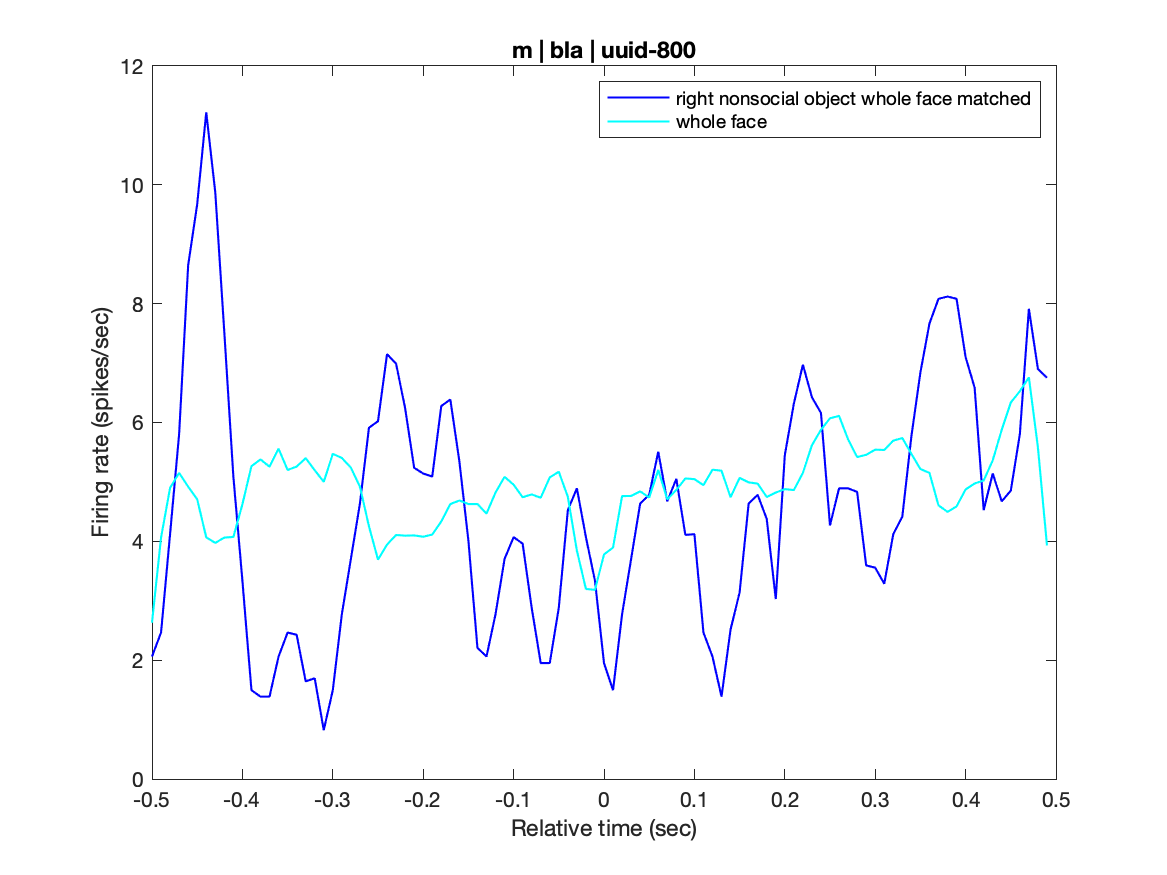 m | bla | uuid-800
right nonsocial object whole face matched
whole face
12
10
8
6
4
2
0
Firing rate (spikes/sec)
-0.5 -0.4 -0.3 -0.2 -0.1 0 0.1 0.2 0.3 0.4 0.5
Relative time (sec)